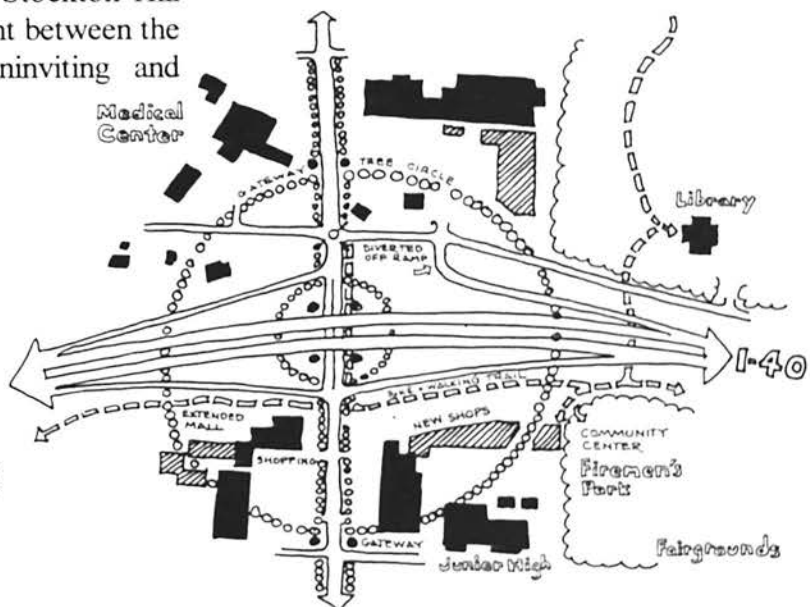 Stockton Hill
nt between the
ninviting and
Medical
Center
GATEWAY
TREE CIRCLE
Library
DIVERTED
OFF RAMP
I-40
BIKE + WALKING TRAIL
EXTENDED
MALL
NEW SHOPS
SHOPPING
COMMUNITY
CENTER
Firemen's
Park
GATEWAY
Junior High
Fairgrounds